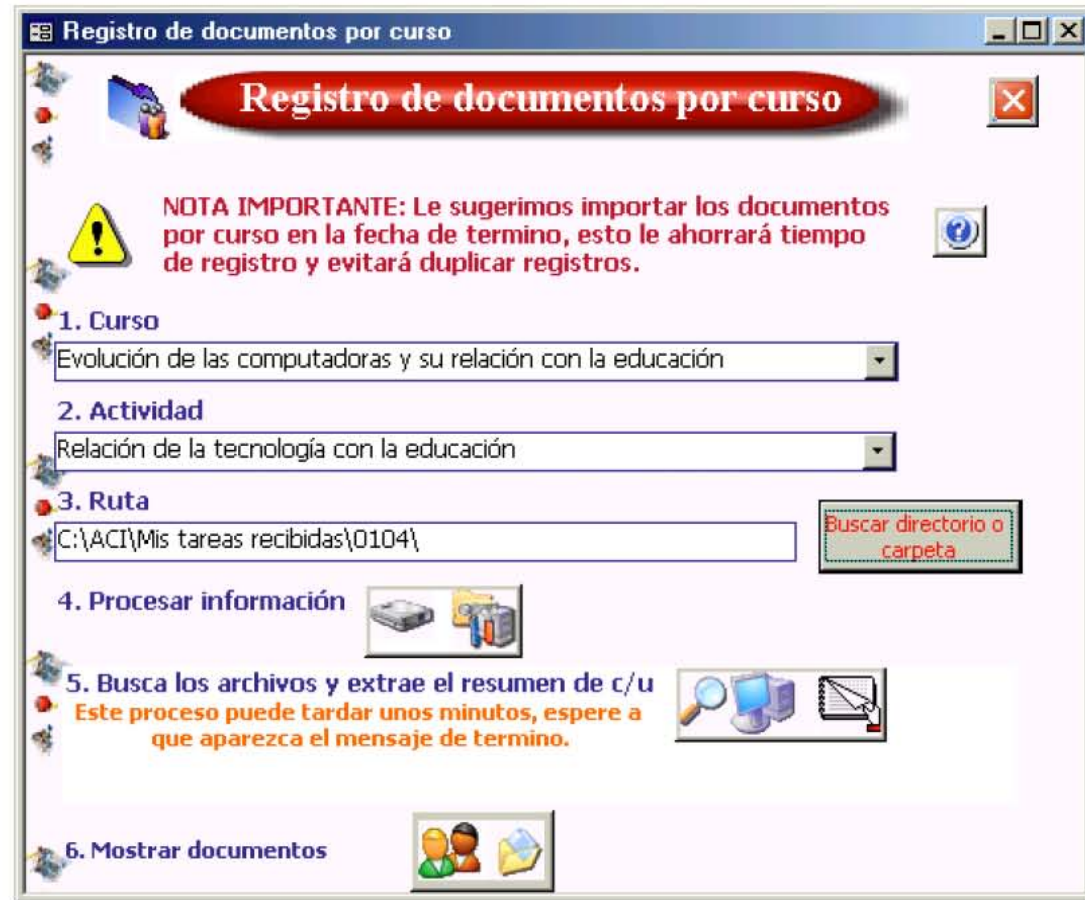 Registro de documentos por curso
Registro de documentos por curso
NOTA IMPORTANTE: Le sugerimos importar los documentos
por curso en la fecha de termino, esto le ahorrará tiempo
de registro y evitará duplicar registros.
1. Curso
Evolución de las computadoras y su relación con la educación
2. Actividad
Relación de la tecnología con la educación
3. Ruta
C:\ACI\Mis tareas recibidas\0104\
Buscar directorio o
carpeta
4. Procesar información
5. Busca los archivos y extrae el resumen de c/u
Este proceso puede tardar unos minutos, espere a
que aparezca el mensaje de termino.
6. Mostrar documentos